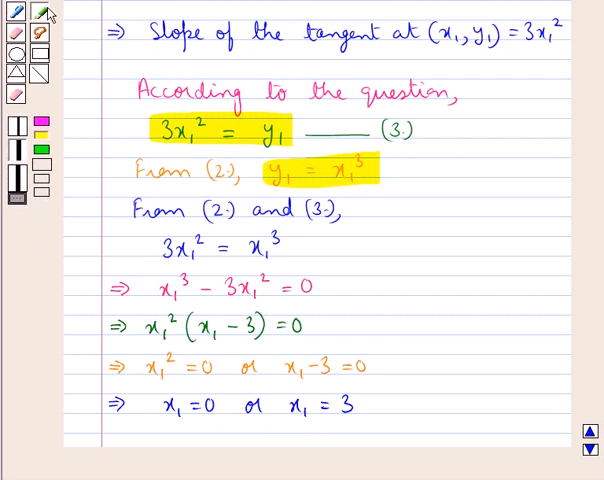 ⇒ Slope of the tangent at (x₁, y₁) = 3x₁²
According to the question,
3x₁² = y₁ ——— (3.)
From (2.), y₁ = x₁³
From (2.) and (3.),
3x₁² = x₁³
⇒ x₁³ - 3x₁² = 0
⇒ x₁² (x₁ - 3) = 0
⇒ x₁² = 0 or x₁ - 3 = 0
⇒ x₁ = 0 or x₁ = 3